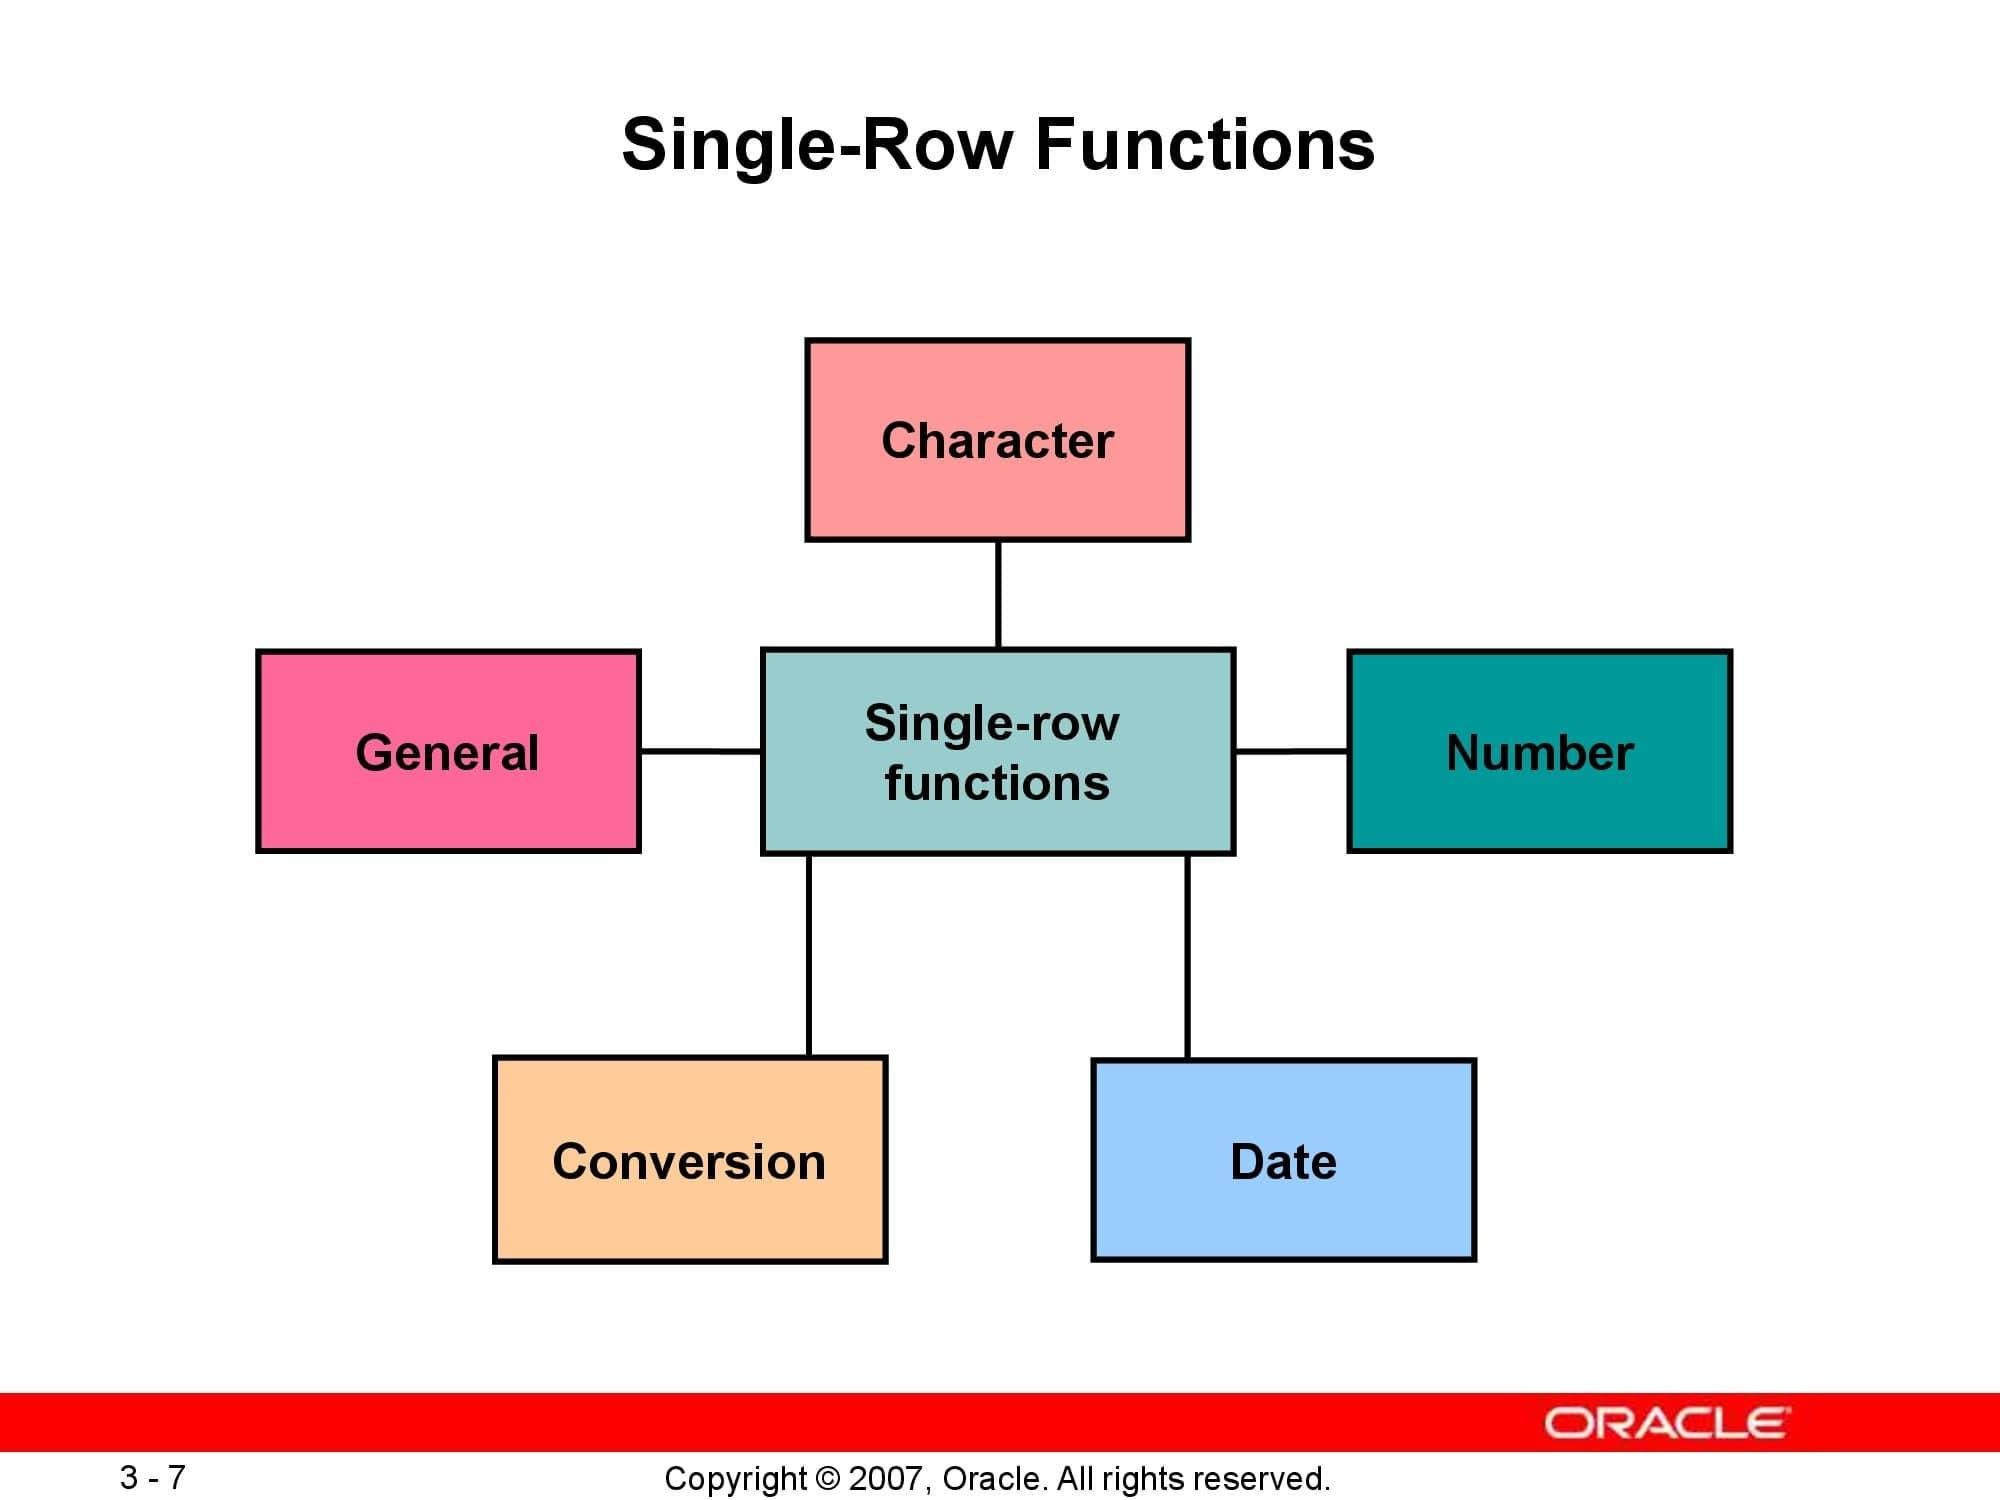 Single-Row Functions
Character
General
Single-row
functions
Number
Conversion
Date
ORACLE
3 - 7
Copyright © 2007, Oracle. All rights reserved.